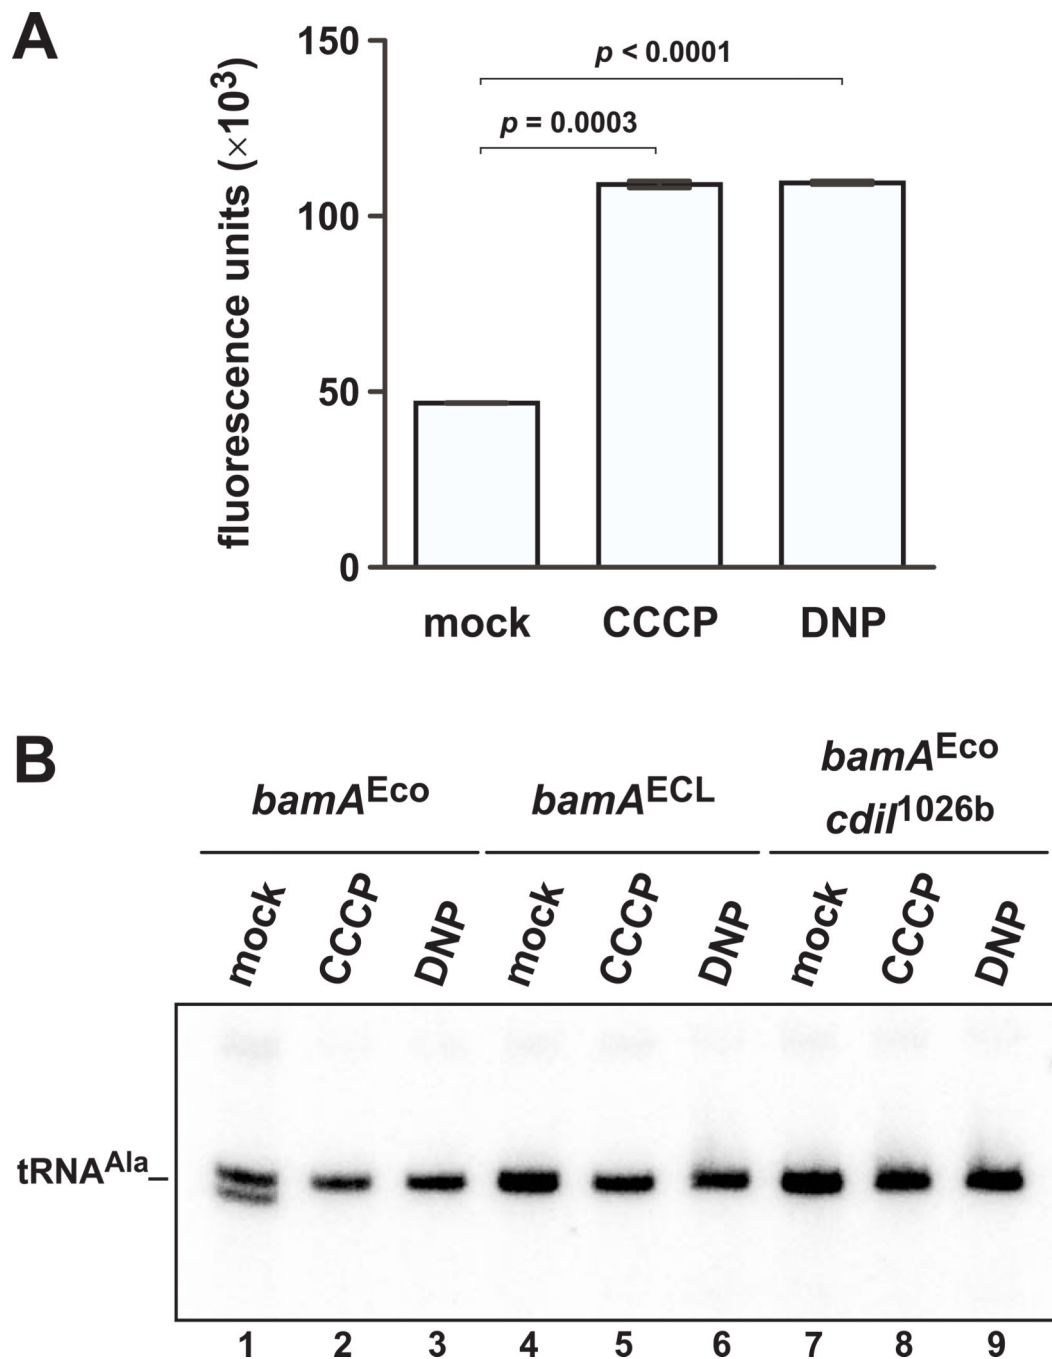 A
fluorescence units (×10³)
150
100
50
0
p < 0.0001
p = 0.0003
mock CCCP DNP
B
bamA^Eco bamA^ECL bamA^Eco
cdiI^1026b
mock CCCP DNP mock CCCP DNP mock CCCP DNP
tRNA^Ala
1 2 3 4 5 6 7 8 9